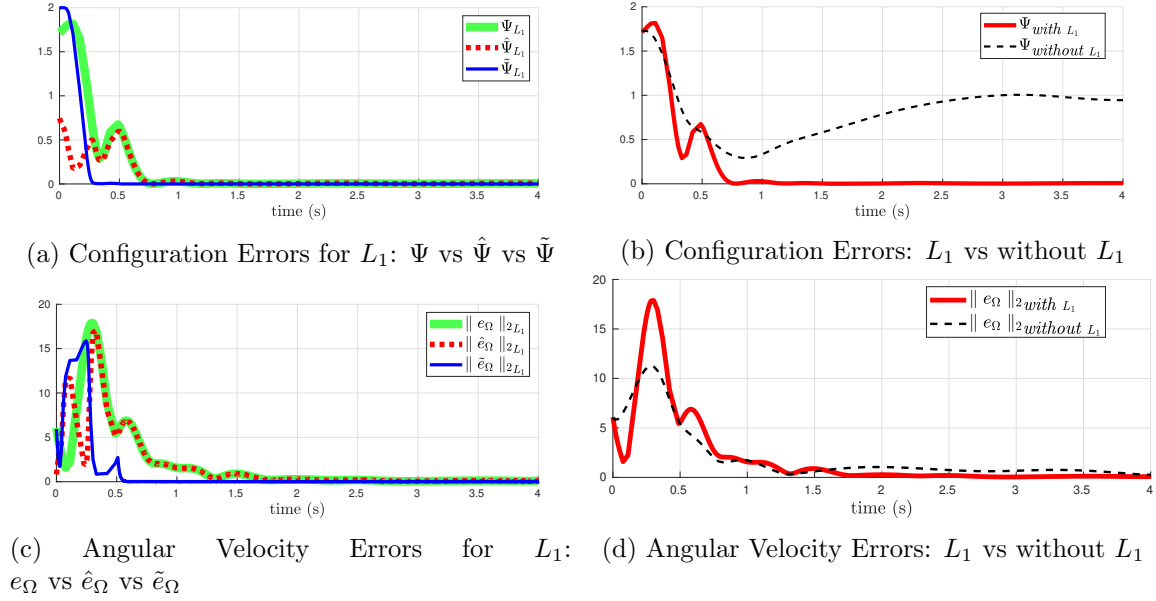 2
1.5
1
0.5
0
0 0.5 1 1.5 2 2.5 3 3.5 4
time (s)
Ψ_{L_1}
Ψ̂_{L_1}
Ψ̃_{L_1}
(a) Configuration Errors for L_1: Ψ vs Ψ̂ vs Ψ̃
2
1.5
1
0.5
0
0 0.5 1 1.5 2 2.5 3 3.5 4
time (s)
Ψ_{with L_1}
Ψ_{without L_1}
(b) Configuration Errors: L_1 vs without L_1
20
15
10
5
0
0 0.5 1 1.5 2 2.5 3 3.5 4
time (s)
‖ e_Ω ‖_{2L_1}
‖ ê_Ω ‖_{2L_1}
‖ ẽ_Ω ‖_{2L_1}
(c) Angular Velocity Errors for L_1:
e_Ω vs ê_Ω vs ẽ_Ω
20
15
10
5
0
0 0.5 1 1.5 2 2.5 3 3.5 4
time (s)
‖ e_Ω ‖_{2 with L_1}
‖ e_Ω ‖_{2 without L_1}
(d) Angular Velocity Errors: L_1 vs without L_1